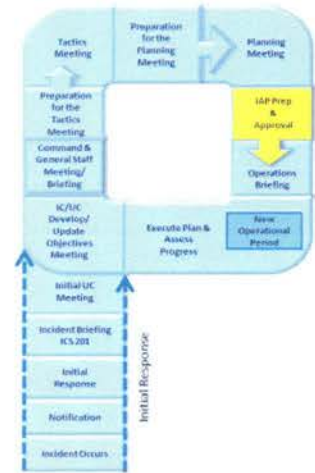 Tactics
Meeting
Preparation
for the
Planning
Meeting
Planning
Meeting
Preparation
for the
Tactics
Meeting
IAP Prep
&
Approval
Command &
General Staff
Meeting/
Briefing
Operations
Briefing
IC/UC
Develop/
Update
Objectives
Meeting
Execute Plan &
Assess
Progress
New
Operational
Period
Initial UC
Meeting
Incident Briefing
ICS 201
Initial
Response
Notification
Incident Occurs
Initial Response